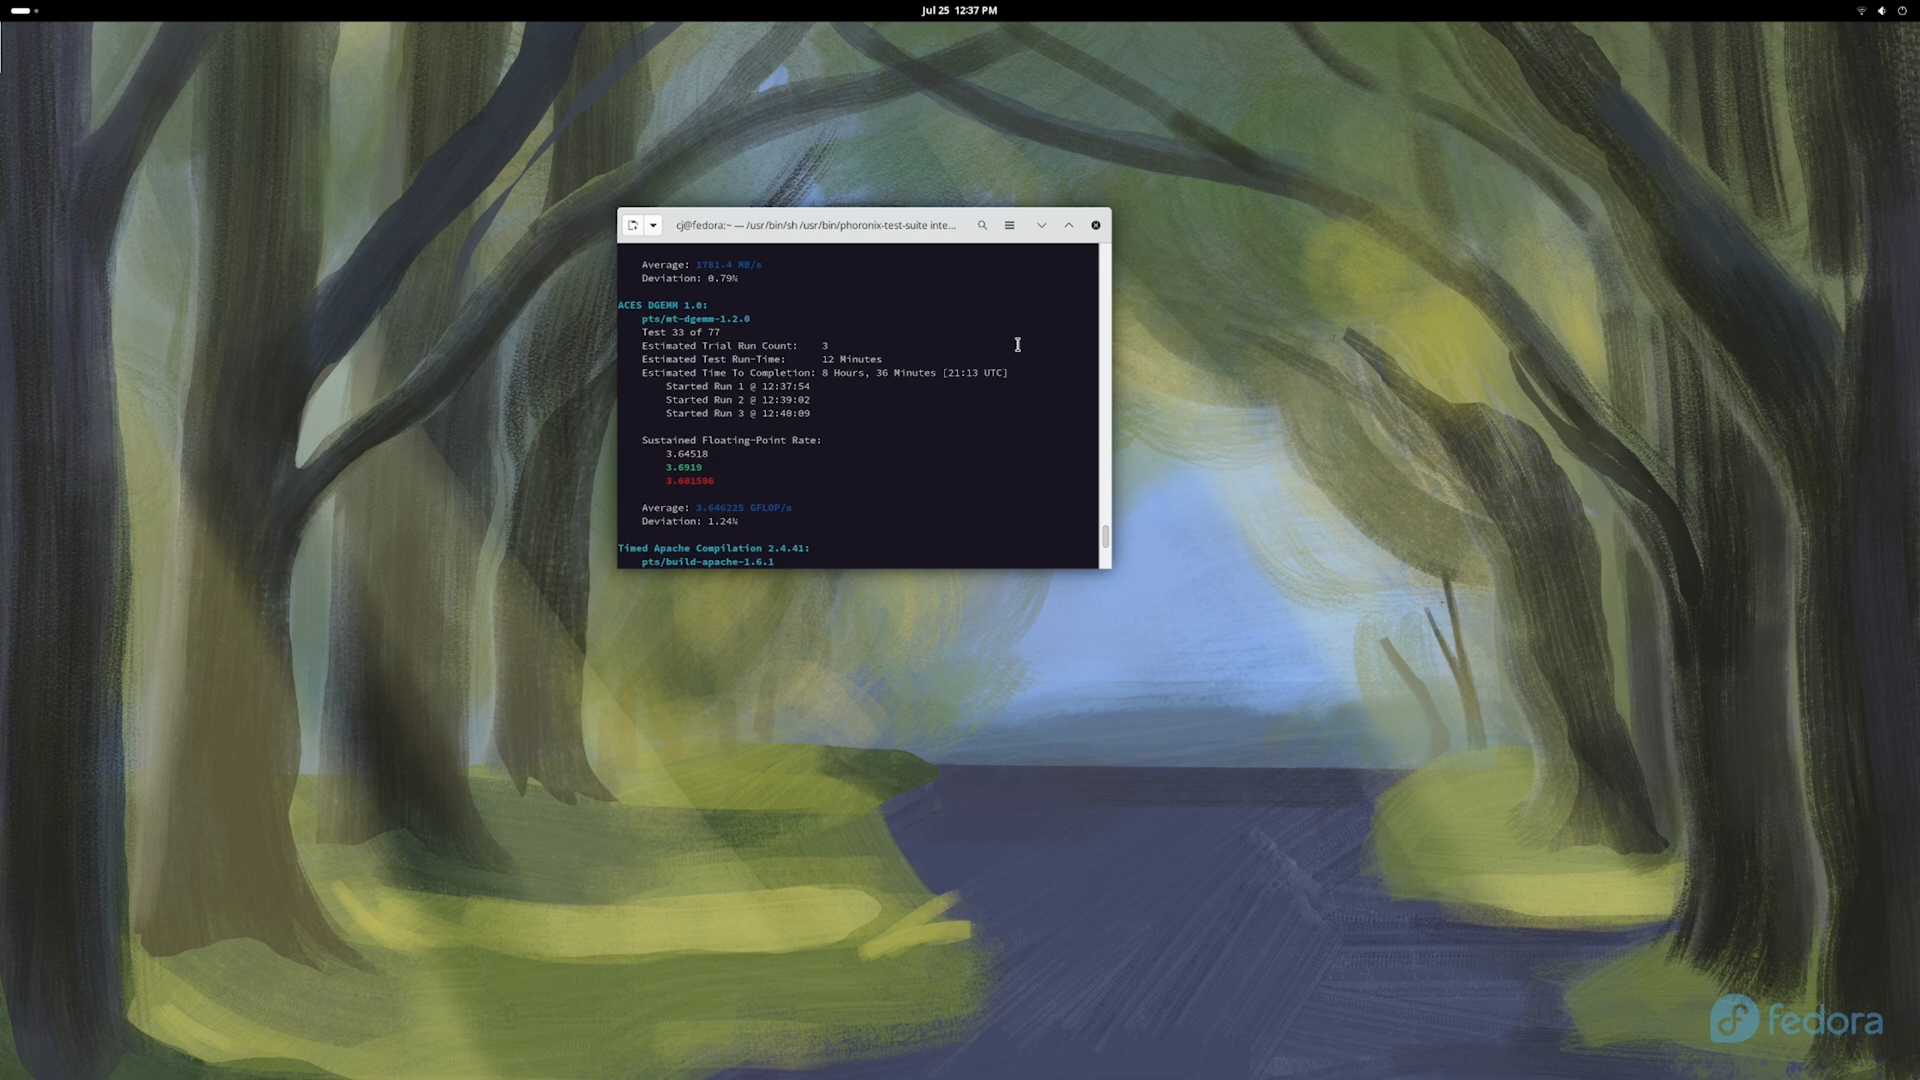 Jul 25 12:37 PM
cj@fedora:~ — /usr/bin/sh /usr/bin/phoronix-test-suite inte...
Average: 1781.4 MB/s
Deviation: 0.79%
ACES DGEMM 1.0:
pts/mt-dgemm-1.2.0
Test 33 of 77
Estimated Trial Run Count: 3
Estimated Test Run-Time: 12 Minutes
Estimated Time To Completion: 8 Hours, 36 Minutes [21:13 UTC]
Started Run 1 @ 12:37:54
Started Run 2 @ 12:39:02
Started Run 3 @ 12:40:09
Sustained Floating-Point Rate:
3.64518
3.6919
3.601596
Average: 3.646225 GFLOP/s
Deviation: 1.24%
Timed Apache Compilation 2.4.41:
pts/build-apache-1.6.1
fedora